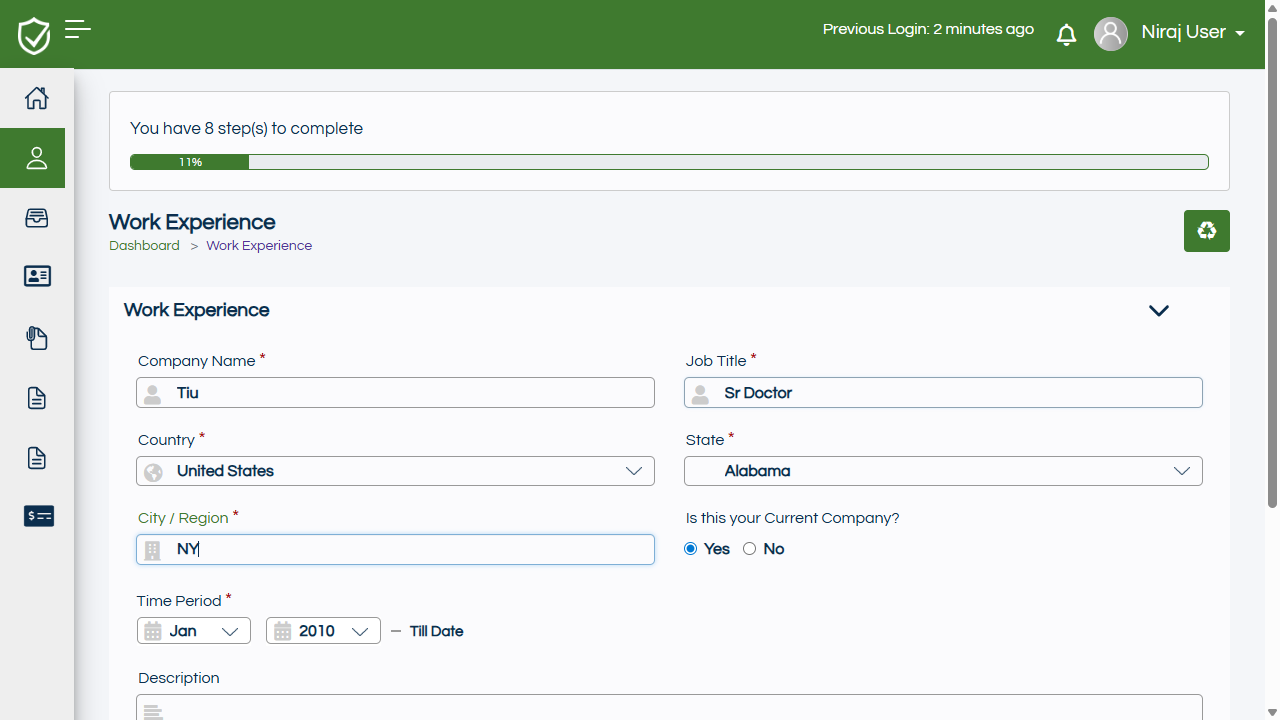 Previous Login: 2 minutes ago
Niraj User
You have 8 step(s) to complete
11%
Work Experience
Dashboard > Work Experience
Work Experience
Company Name *
Job Title *
Tiu
Sr Doctor
Country *
State *
United States
Alabama
City / Region *
Is this your Current Company?
NY
Yes No
Time Period *
Jan 2010 – Till Date
Description